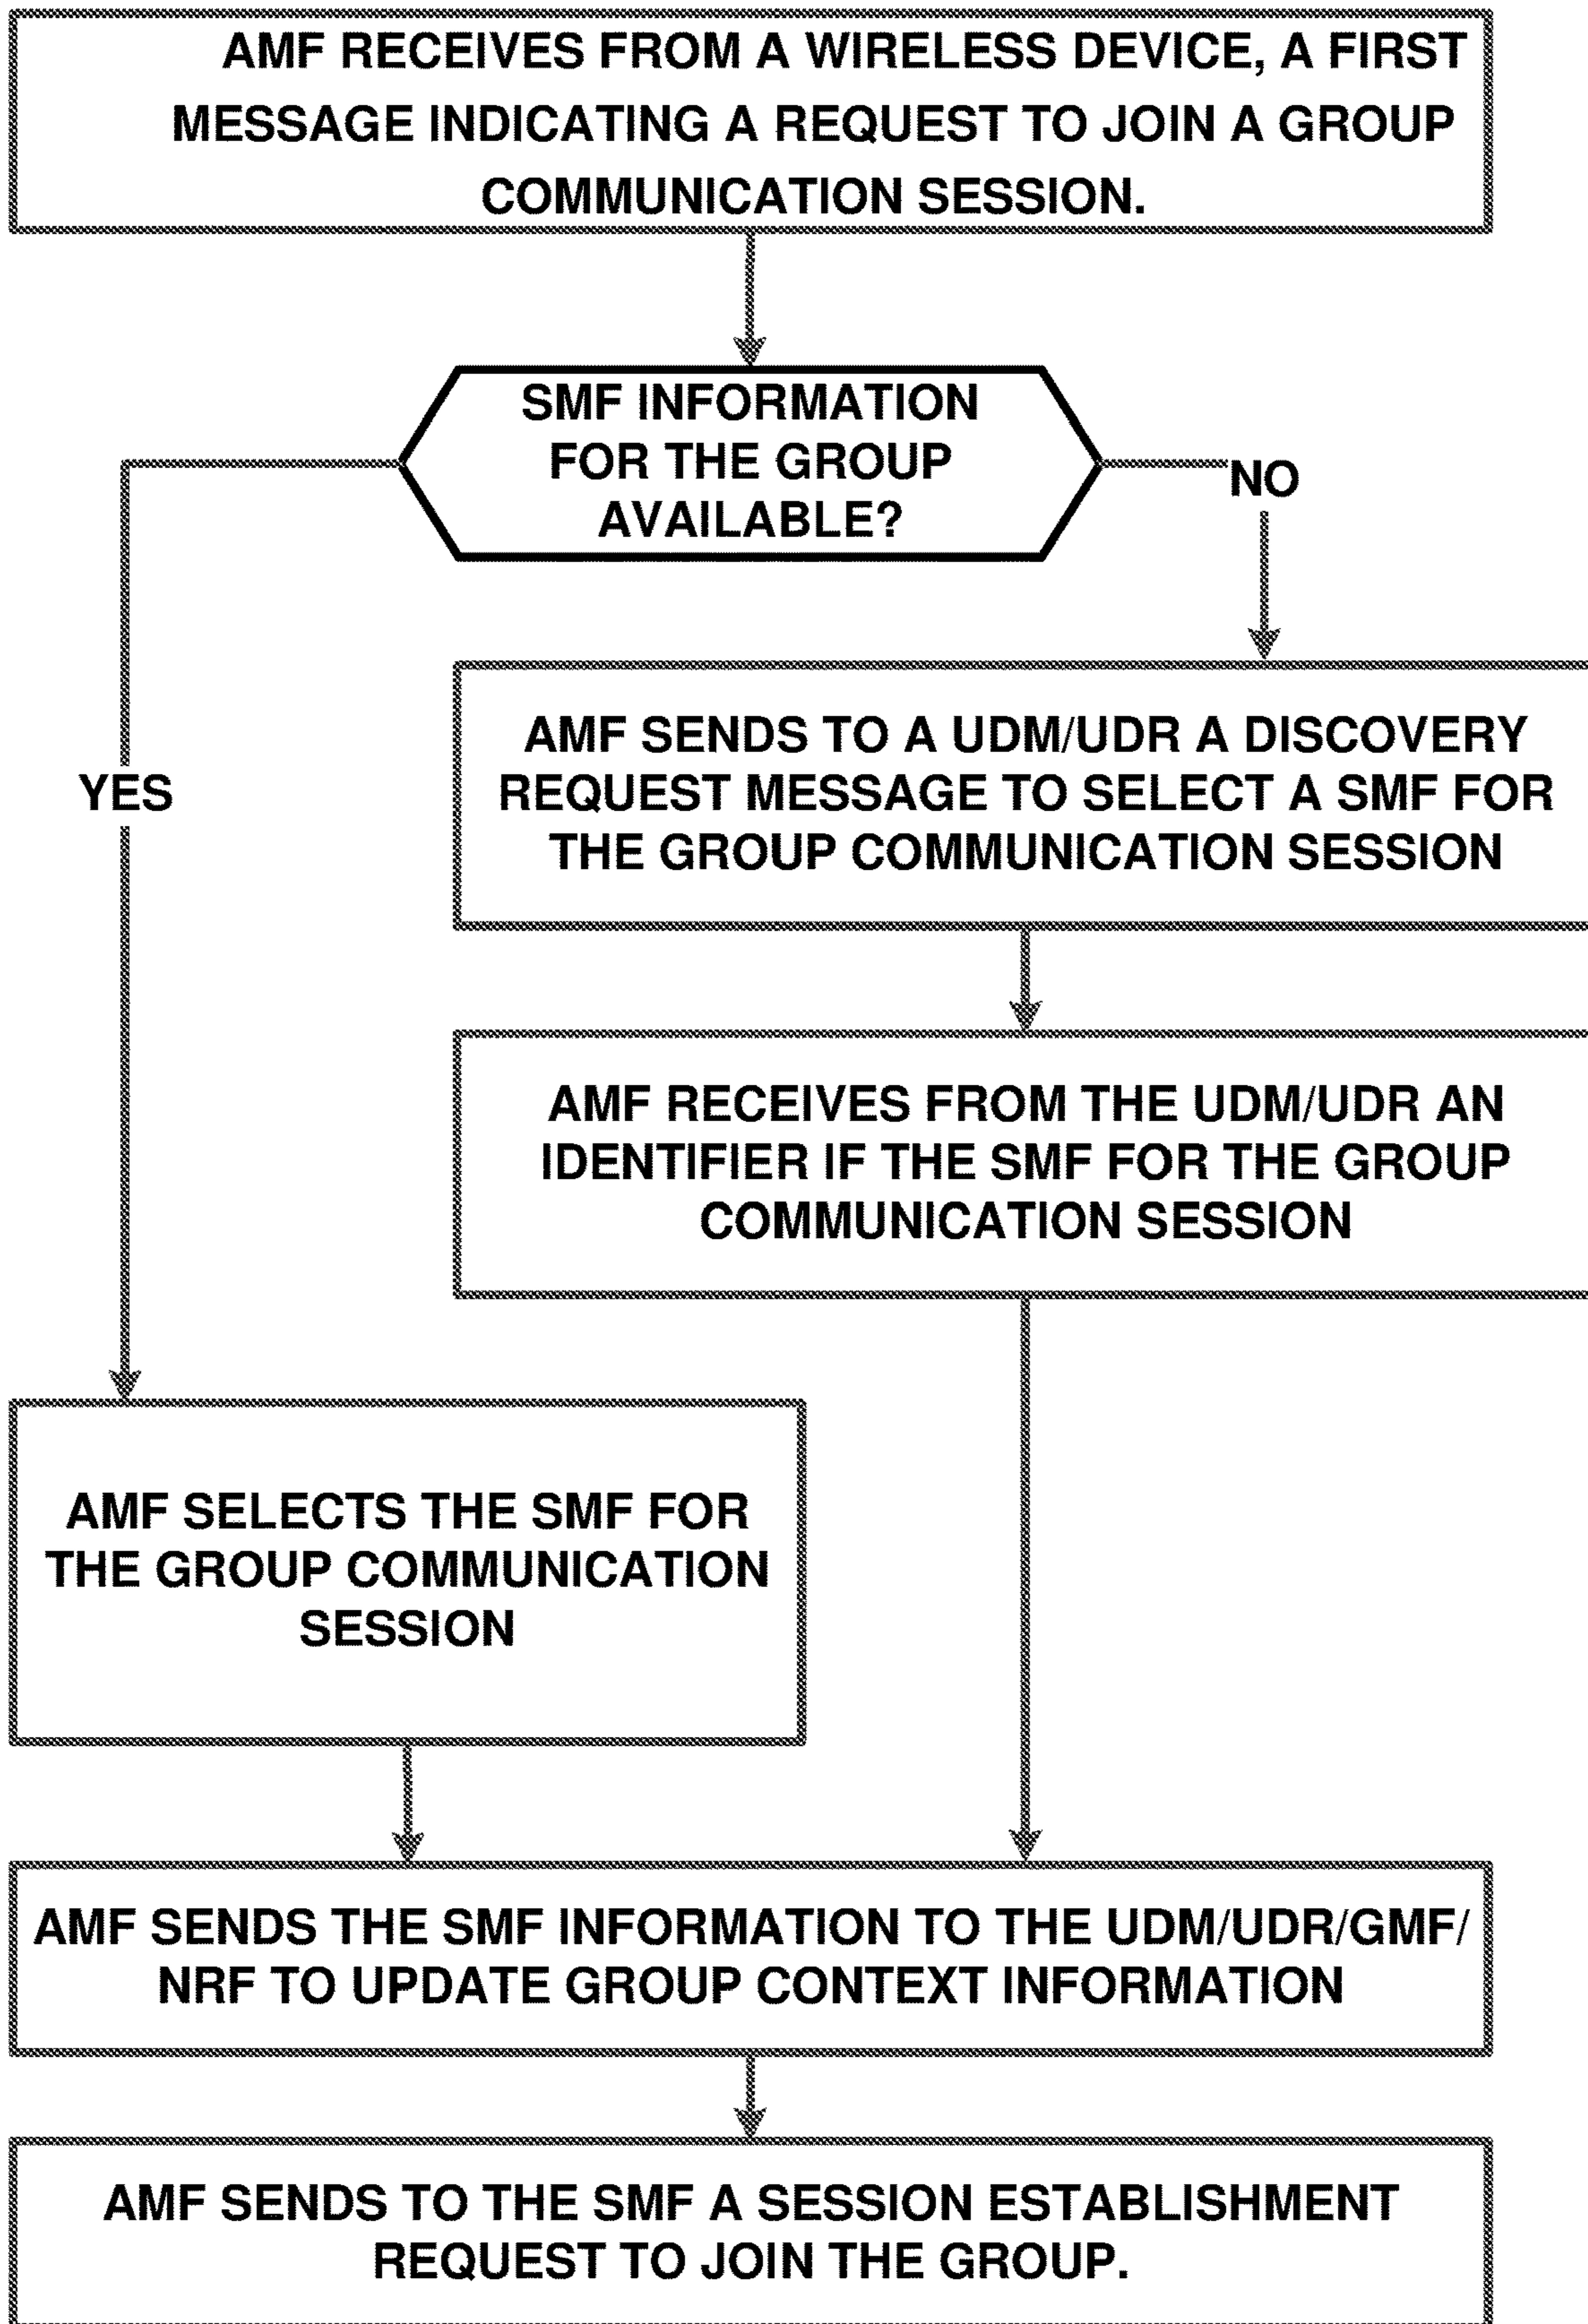 AMF RECEIVES FROM A WIRELESS DEVICE, A FIRST
MESSAGE INDICATING A REQUEST TO JOIN A GROUP
COMMUNICATION SESSION.
SMF INFORMATION
FOR THE GROUP
AVAILABLE?
NO
AMF SENDS TO A UDM/UDR A DISCOVERY
REQUEST MESSAGE TO SELECT A SMF FOR
THE GROUP COMMUNICATION SESSION
YES
AMF RECEIVES FROM THE UDM/UDR AN
IDENTIFIER IF THE SMF FOR THE GROUP
COMMUNICATION SESSION
AMF SELECTS THE SMF FOR
THE GROUP COMMUNICATION
SESSION
AMF SENDS THE SMF INFORMATION TO THE UDM/UDR/GMF/
NRF TO UPDATE GROUP CONTEXT INFORMATION
AMF SENDS TO THE SMF A SESSION ESTABLISHMENT
REQUEST TO JOIN THE GROUP.